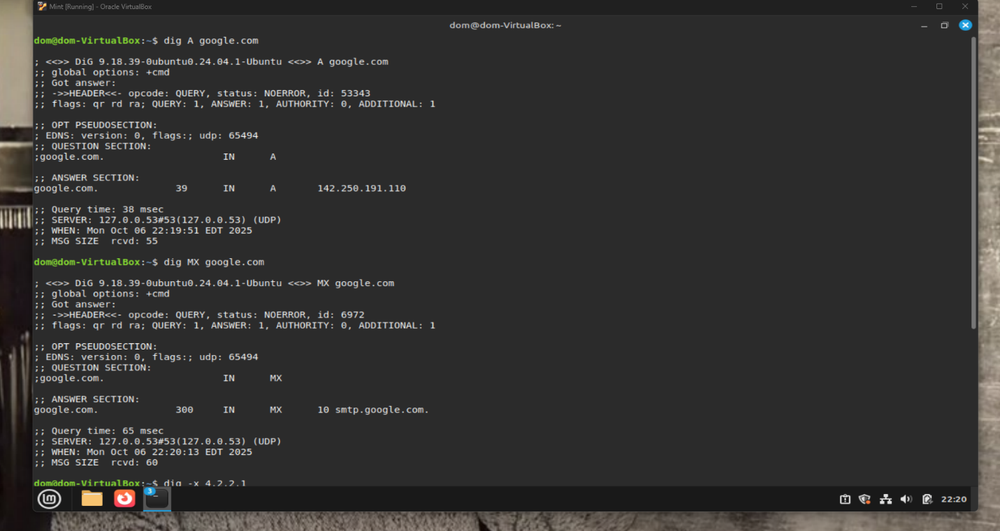 Mint [Running] - Oracle VirtualBox
dom@dom-VirtualBox: ~
dom@dom-VirtualBox:~$ dig A google.com
; <<>> DiG 9.18.39-0ubuntu0.24.04.1-Ubuntu <<>> A google.com
;; global options: +cmd
;; Got answer:
;; ->>HEADER<<- opcode: QUERY, status: NOERROR, id: 53343
;; flags: qr rd ra; QUERY: 1, ANSWER: 1, AUTHORITY: 0, ADDITIONAL: 1
;; OPT PSEUDOSECTION:
; EDNS: version: 0, flags:; udp: 65494
;; QUESTION SECTION:
;google.com. IN A
;; ANSWER SECTION:
google.com. 39 IN A 142.250.191.110
;; Query time: 38 msec
;; SERVER: 127.0.0.53#53(127.0.0.53) (UDP)
;; WHEN: Mon Oct 06 22:19:51 EDT 2025
;; MSG SIZE rcvd: 55
dom@dom-VirtualBox:~$ dig MX google.com
; <<>> DiG 9.18.39-0ubuntu0.24.04.1-Ubuntu <<>> MX google.com
;; global options: +cmd
;; Got answer:
;; ->>HEADER<<- opcode: QUERY, status: NOERROR, id: 6972
;; flags: qr rd ra; QUERY: 1, ANSWER: 1, AUTHORITY: 0, ADDITIONAL: 1
;; OPT PSEUDOSECTION:
; EDNS: version: 0, flags:; udp: 65494
;; QUESTION SECTION:
;google.com. IN MX
;; ANSWER SECTION:
google.com. 300 IN MX 10 smtp.google.com.
;; Query time: 65 msec
;; SERVER: 127.0.0.53#53(127.0.0.53) (UDP)
;; WHEN: Mon Oct 06 22:20:13 EDT 2025
;; MSG SIZE rcvd: 60
dom@dom-VirtualBox:~$ dig -x 4.2.2.1
3
22:20